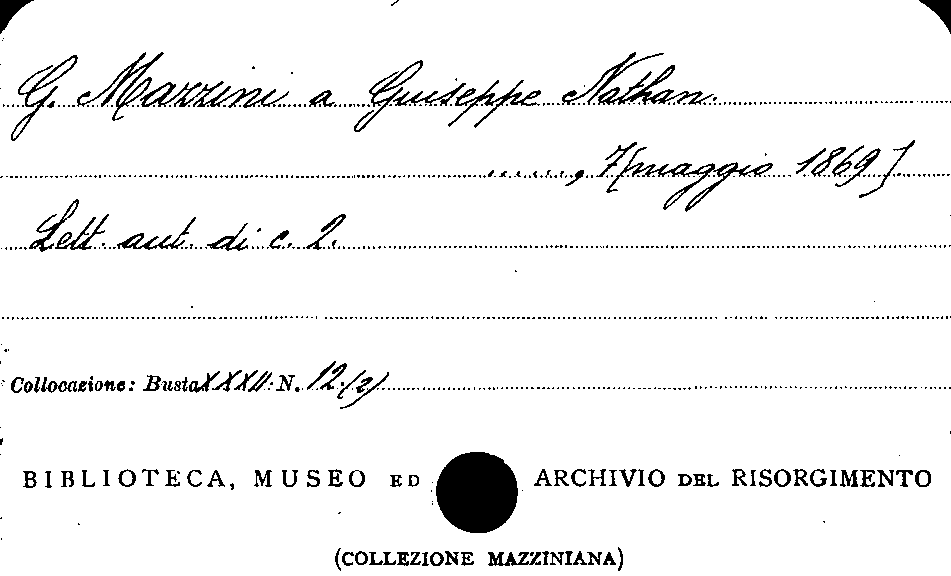 G. Mazzini a Giuseppe Nathan.
......, 7 [maggio 1869].
Lett. aut. di c. 2.
Collocazione: Busta XXXII. N. 12.(2)
BIBLIOTECA, MUSEO ED ARCHIVIO DEL RISORGIMENTO
(COLLEZIONE MAZZINIANA)